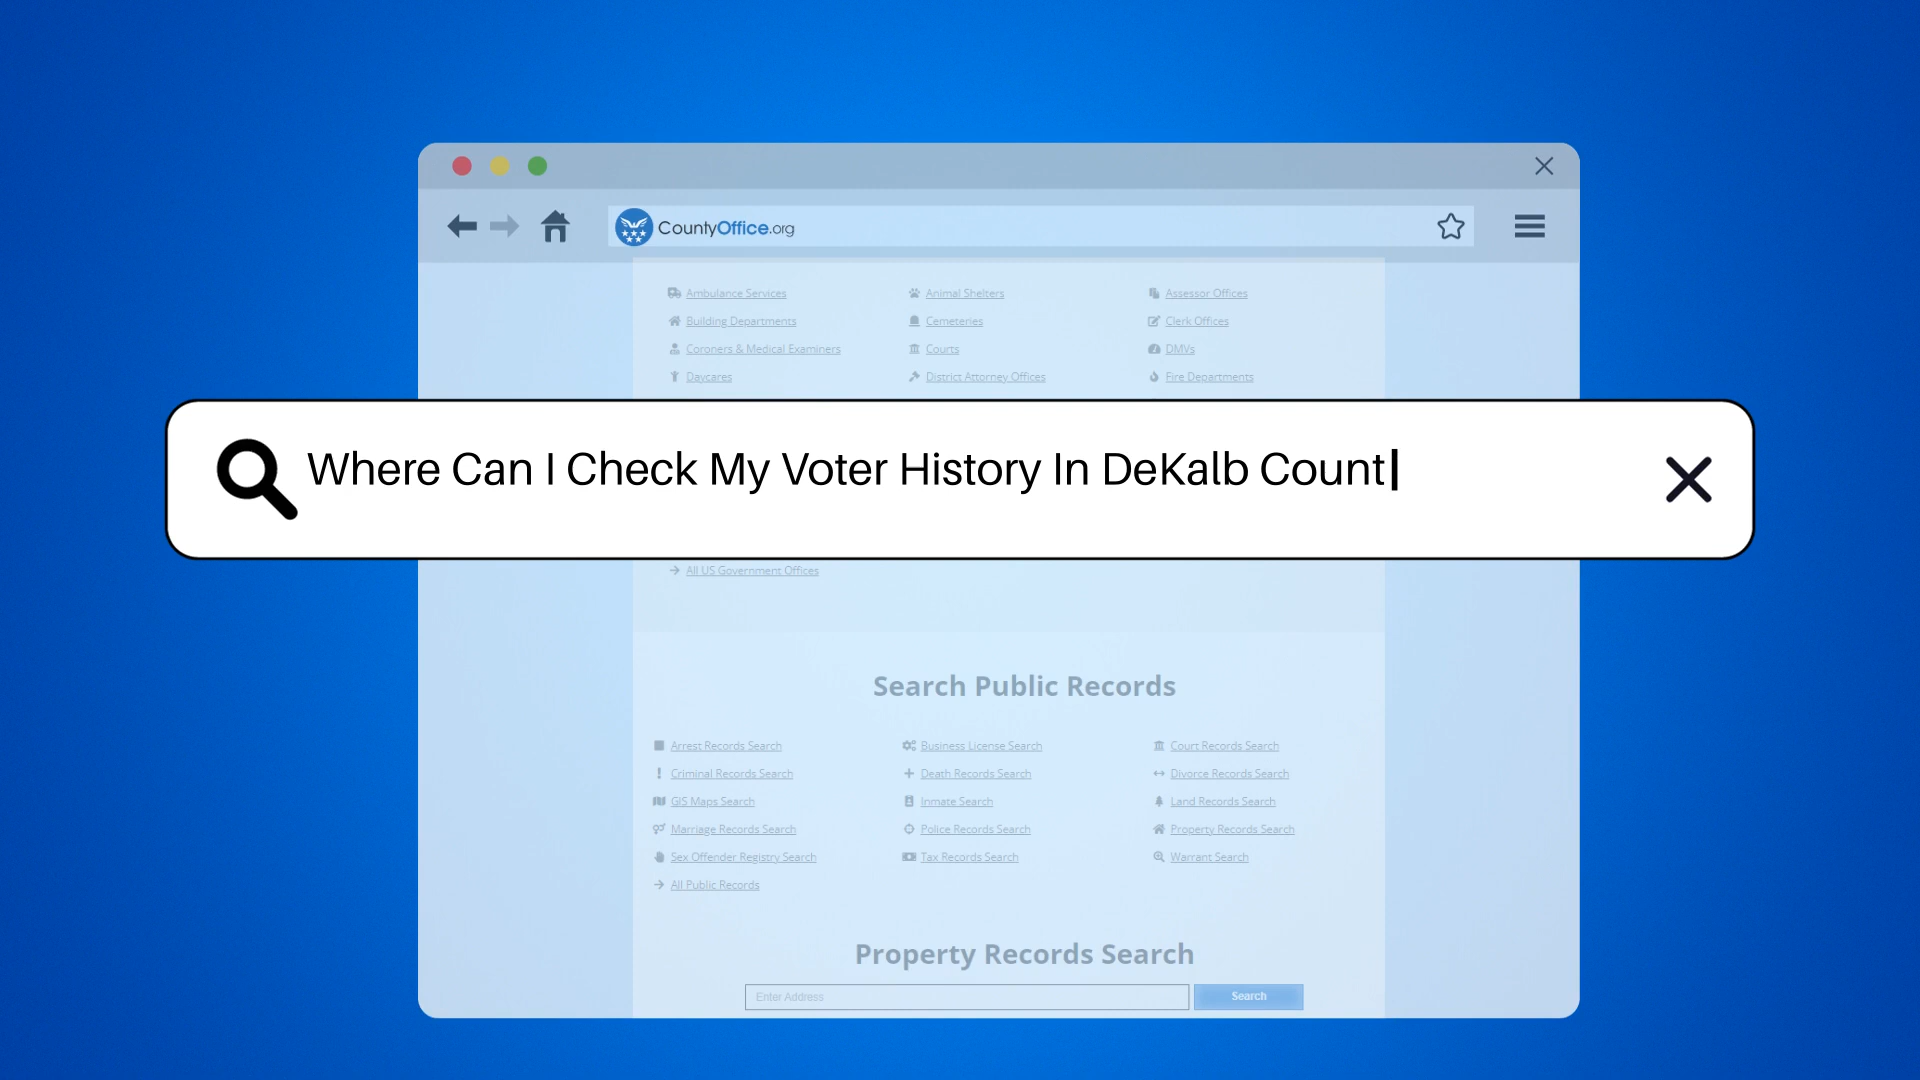 CountyOffice.org
Ambulance Services Animal Shelters Assessor Offices
Building Departments Cemeteries Clerk Offices
Coroners & Medical Examiners Courts DMVs
Daycares District Attorney Offices Fire Departments
Where Can I Check My Voter History In DeKalb Count
All US Government Offices
Search Public Records
Arrest Records Search Business License Search Court Records Search
Criminal Records Search Death Records Search Divorce Records Search
GIS Maps Search Inmate Search Land Records Search
Marriage Records Search Police Records Search Property Records Search
Sex Offender Registry Search Tax Records Search Warrant Search
All Public Records
Property Records Search
Enter Address Search